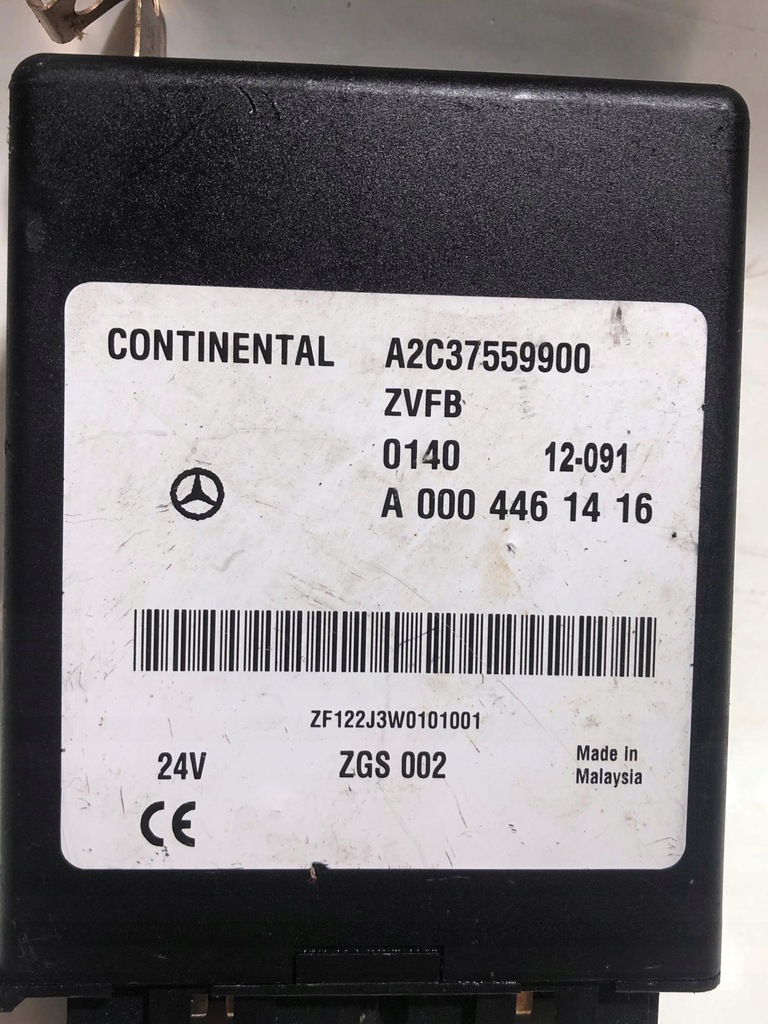 CONTINENTAL A2C37559900
ZVFB
0140 12-091
A 000 446 14 16
ZF122J3W0101001
24V ZGS 002 Made in
Malaysia
CE